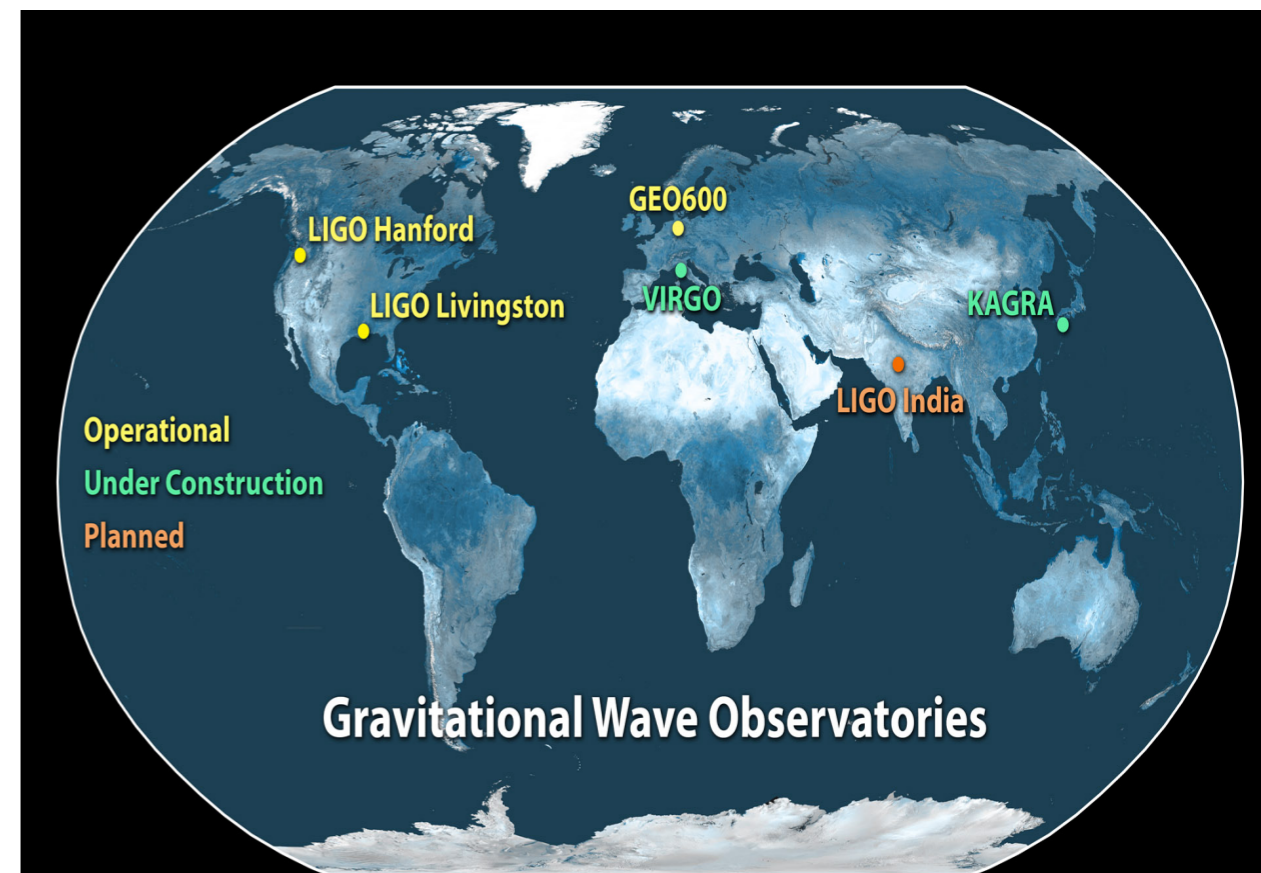 GEO600
LIGO Hanford
VIRGO
LIGO Livingston
KAGRA
LIGO India
Operational
Under Construction
Planned
Gravitational Wave Observatories